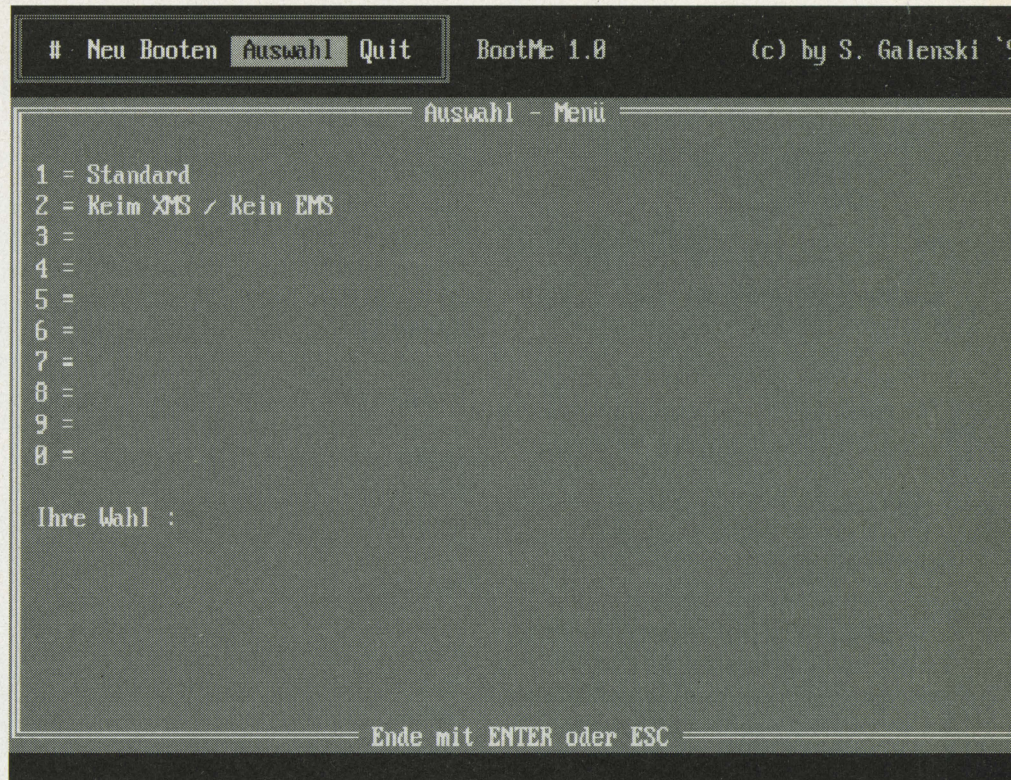 # Neu Booten Auswahl Quit BootMe 1.0 (c) by S. Galenski `9
Auswahl - Menü
1 = Standard
2 = Keim XMS / Kein EMS
3 =
4 =
5 =
6 =
7 =
8 =
9 =
0 =
Ihre Wahl :
Ende mit ENTER oder ESC